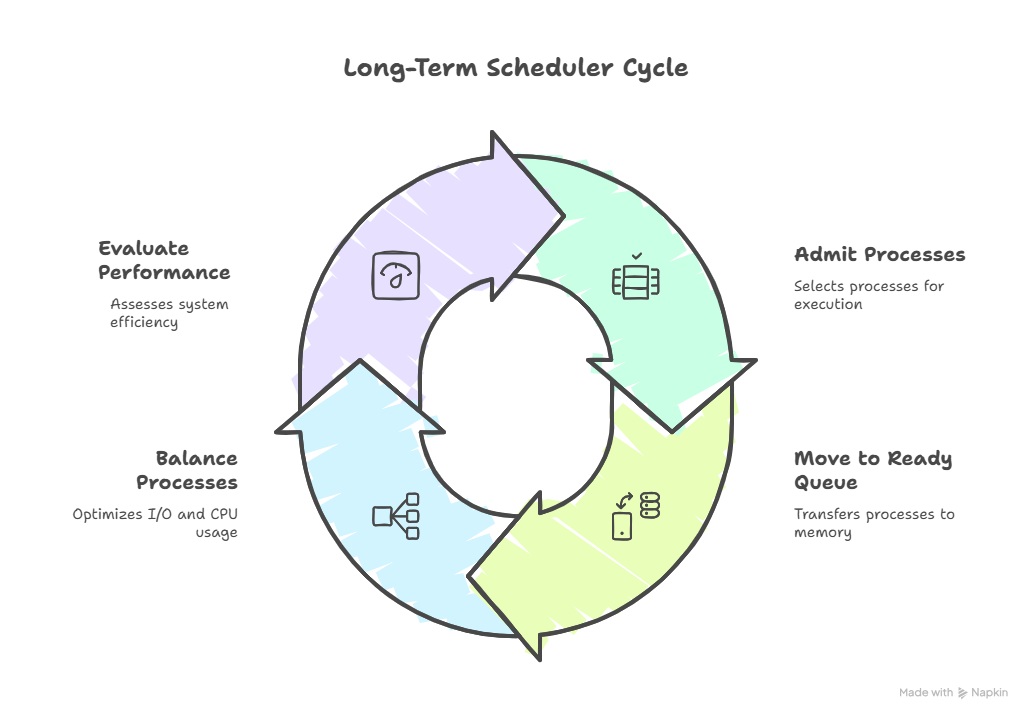 Long-Term Scheduler Cycle
Evaluate
Performance
Assesses system
efficiency
Admit Processes
Selects processes for
execution
Balance
Processes
Optimizes I/O and CPU
usage
Move to Ready
Queue
Transfers processes to
memory
Made with Napkin